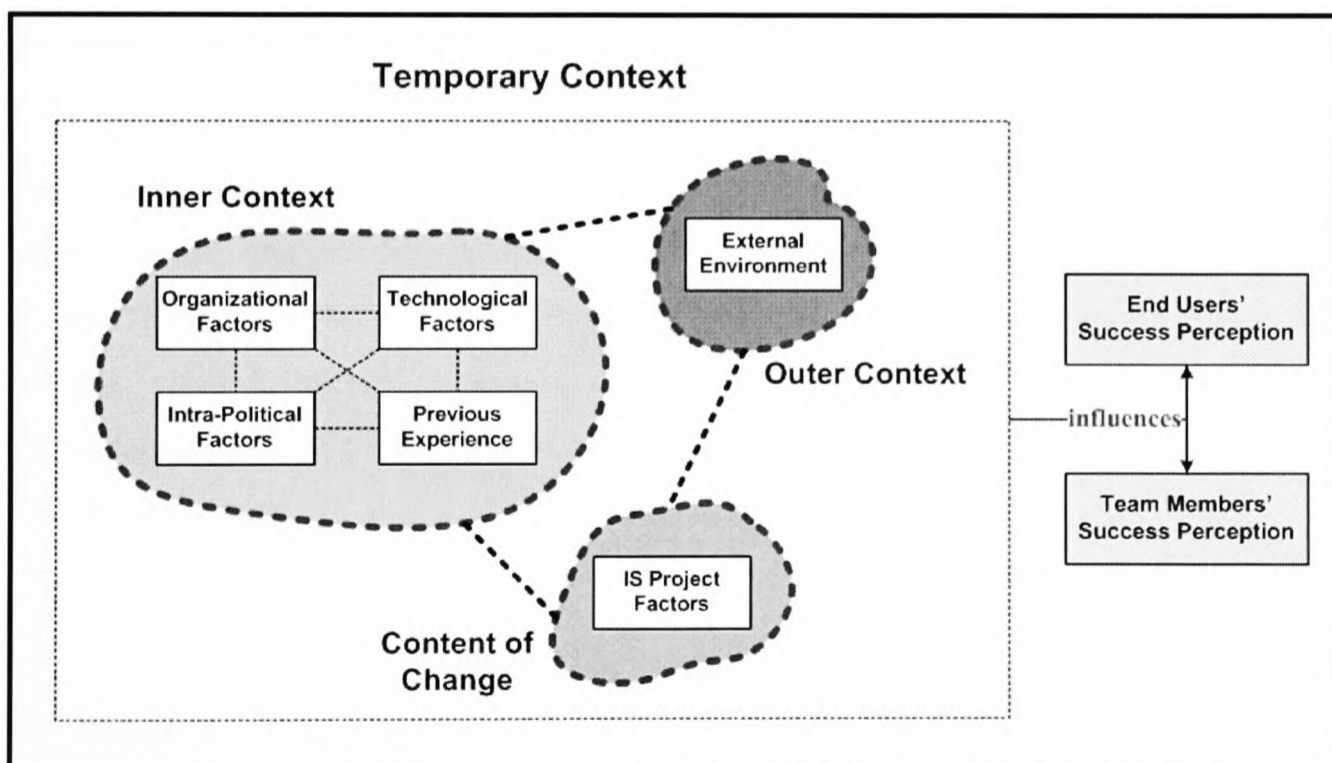 Temporary Context
Inner Context
Organizational
Factors
Technological
Factors
Intra-Political
Factors
Previous
Experience
External
Environment
Outer Context
IS Project
Factors
Content of
Change
influences
End Users'
Success Perception
Team Members'
Success Perception